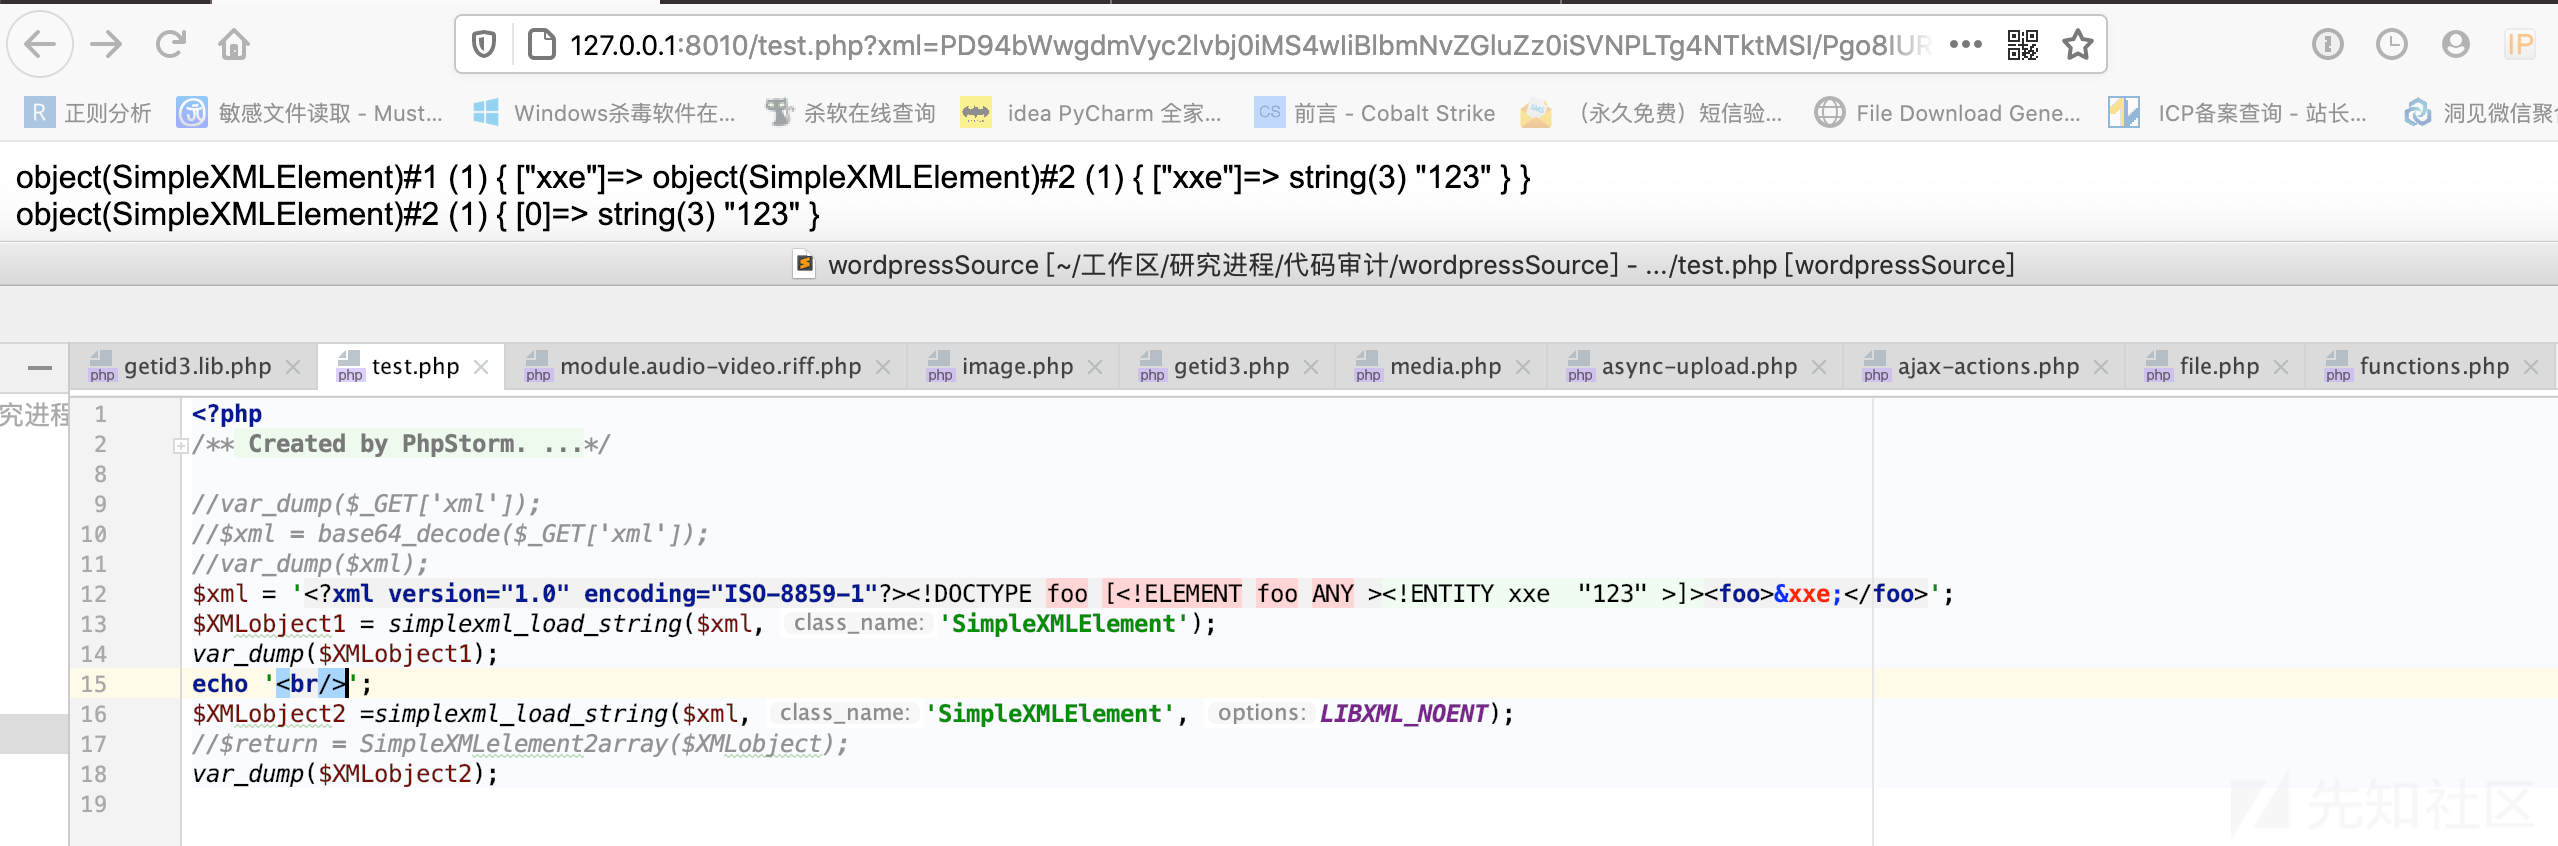 127.0.0.1:8010/test.php?xml=PD94bWwgdmVyc2lvbj0iMS4wIiBlbmNvZGluZz0iSVNPLTg4NTktMSI/Pgo8IUR
IP
R 正则分析 敏感文件读取 - Must... Windows杀毒软件在... 杀软在线查询 idea PyCharm 全家... CS 前言 - Cobalt Strike （永久免费）短信验... File Download Gene... ICP备案查询 - 站长... 洞见微信聚合
object(SimpleXMLElement)#1 (1) { ["xxe"]=> object(SimpleXMLElement)#2 (1) { ["xxe"]=> string(3) "123" } }
object(SimpleXMLElement)#2 (1) { [0]=> string(3) "123" }
wordpressSource [~/工作区/研究进程/代码审计/wordpressSource] - .../test.php [wordpressSource]
php getid3.lib.php php test.php php module.audio-video.riff.php php image.php php getid3.php php media.php php async-upload.php php ajax-actions.php php file.php php functions.php
究进程
1 <?php
2 /** Created by PhpStorm. ...*/
8
9 //var_dump($_GET['xml']);
10 //$xml = base64_decode($_GET['xml']);
11 //var_dump($xml);
12 $xml = '<?xml version="1.0" encoding="ISO-8859-1"?><!DOCTYPE foo [<!ELEMENT foo ANY ><!ENTITY xxe  "123" >]><foo>&xxe;</foo>';
13 $XMLobject1 = simplexml_load_string($xml, class_name: 'SimpleXMLElement');
14 var_dump($XMLobject1);
15 echo '<br/>';
16 $XMLobject2 =simplexml_load_string($xml, class_name: 'SimpleXMLElement', options: LIBXML_NOENT);
17 //$return = SimpleXMLelement2array($XMLobject);
18 var_dump($XMLobject2);
19
先知社区